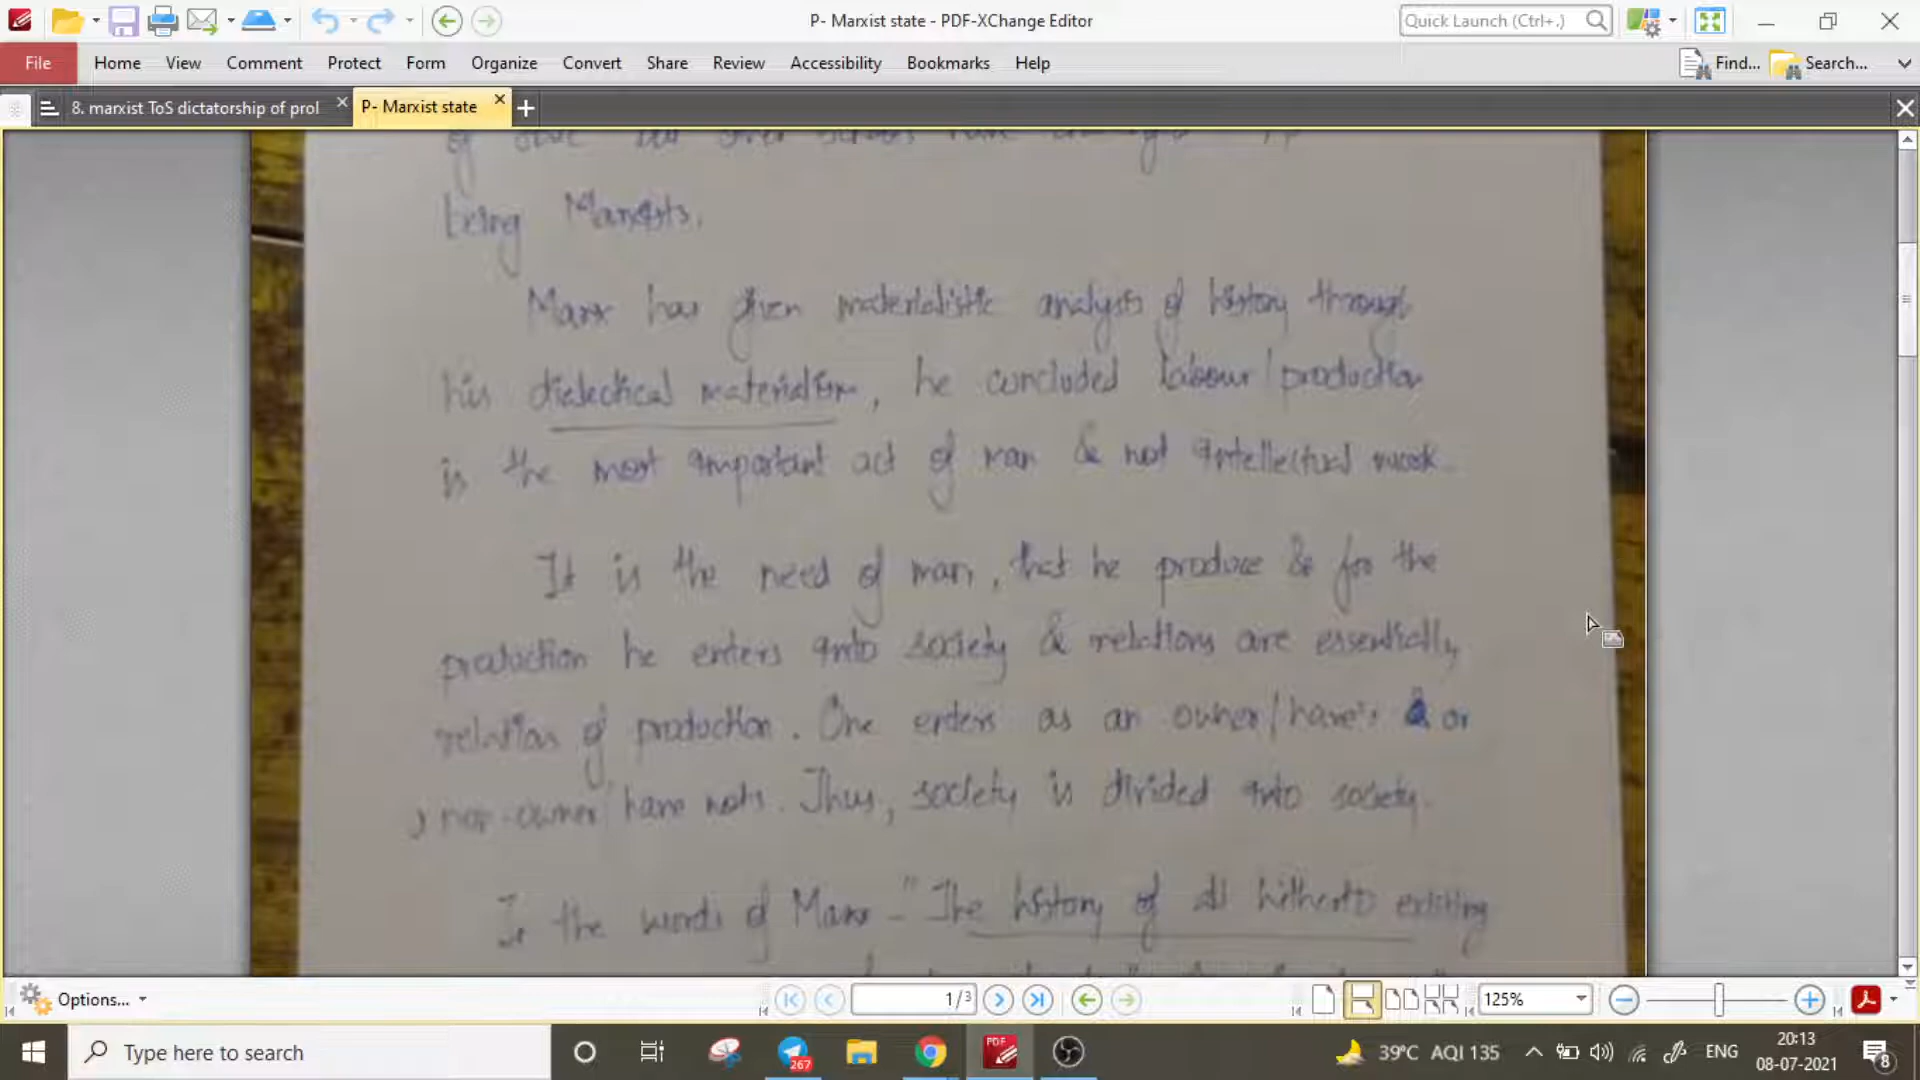 P- Marxist state - PDF-XChange Editor
Quick Launch (Ctrl+.)
File Home View Comment Protect Form Organize Convert Share Review Accessibility Bookmarks Help
Find... Search...
8. marxist ToS dictatorship of prol
P- Marxist state
of
being Marxists.
Marx has given materialistic analysis of history through
his dialectical materialism, he concluded labour/production
is the most important act of man & not intellectual work.
It is the need of man, that he produce & for the
production he enters into society & relations are essentially
relation of production. One enters as an owner/have's or
non-owner/have nots. Thus, society is divided into society.
In the words of Marx - "The history of all hitherto existing
Options...
1/3
125%
Type here to search
267
PDF
39°C AQI 135
ENG
20:13
08-07-2021
8